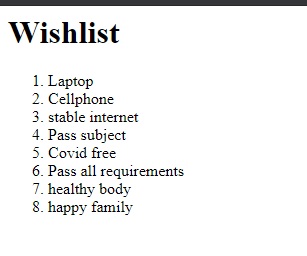 Wishlist
1. Laptop
2. Cellphone
3. stable internet
4. Pass subject
5. Covid free
6. Pass all requirements
7. healthy body
8. happy family